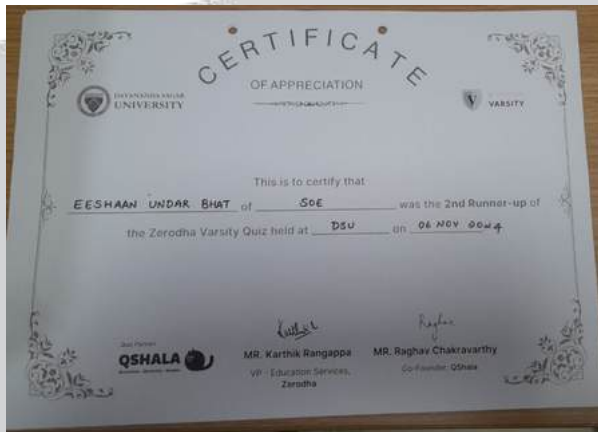 CERTIFICATE
OF APPRECIATION
DAYANANDA SAGAR
UNIVERSITY
VARSITY
This is to certify that
EESHAAN UNDAR BHAT of SOE was the 2nd Runner-up of
the Zerodha Varsity Quiz held at DSU on 06 NOV
QSHALA
MR. Karthik Rangappa
VP - Education Services,
Zerodha
MR. Raghav Chakravarthy
Co-Founder, QShala